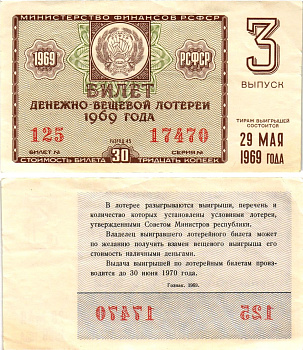 МИНИСТЕРСТВО ФИНАНСОВ РСФСР
1969
РСФСР
БИЛЕТ
ДЕНЕЖНО-ВЕЩЕВОЙ ЛОТЕРЕИ
1969 ГОДА
125
17470
БИЛЕТ №
СЕРИЯ №
СТОИМОСТЬ БИЛЕТА 30 ТРИДЦАТЬ КОПЕЕК
3
ВЫПУСК
ТИРАЖ ВЫИГРЫШЕЙ
СОСТОИТСЯ
29 МАЯ
1969 ГОДА
В лотерее разыгрываются выигрыши, перечень и
количество которых установлены условиями лотереи,
утвержденными Советом Министров республики.
Владелец выигравшего лотерейного билета может
по желанию получить взамен вещевого выигрыша его
стоимость наличными деньгами.
Выдача выигрышей по лотерейным билетам произ-
водится до 30 июня 1970 года.
Гознак. 1969.
17470
125